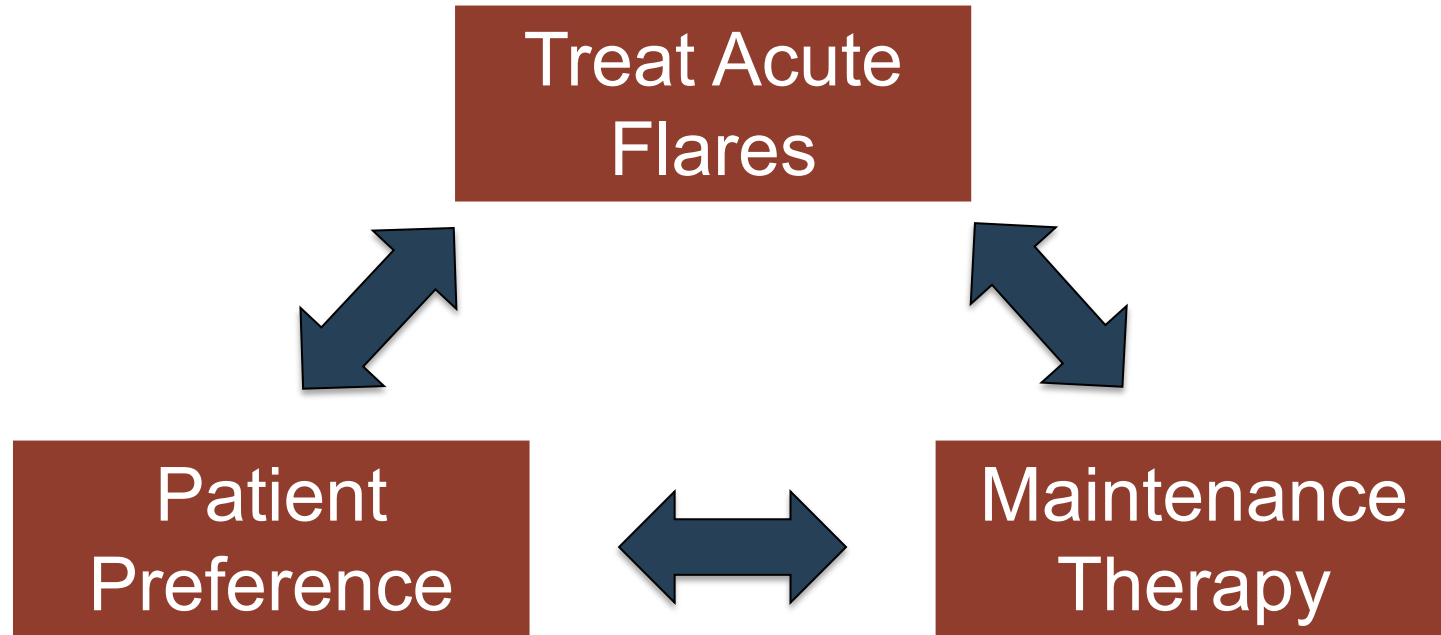 Treat Acute
Flares
Patient
Preference
Maintenance
Therapy